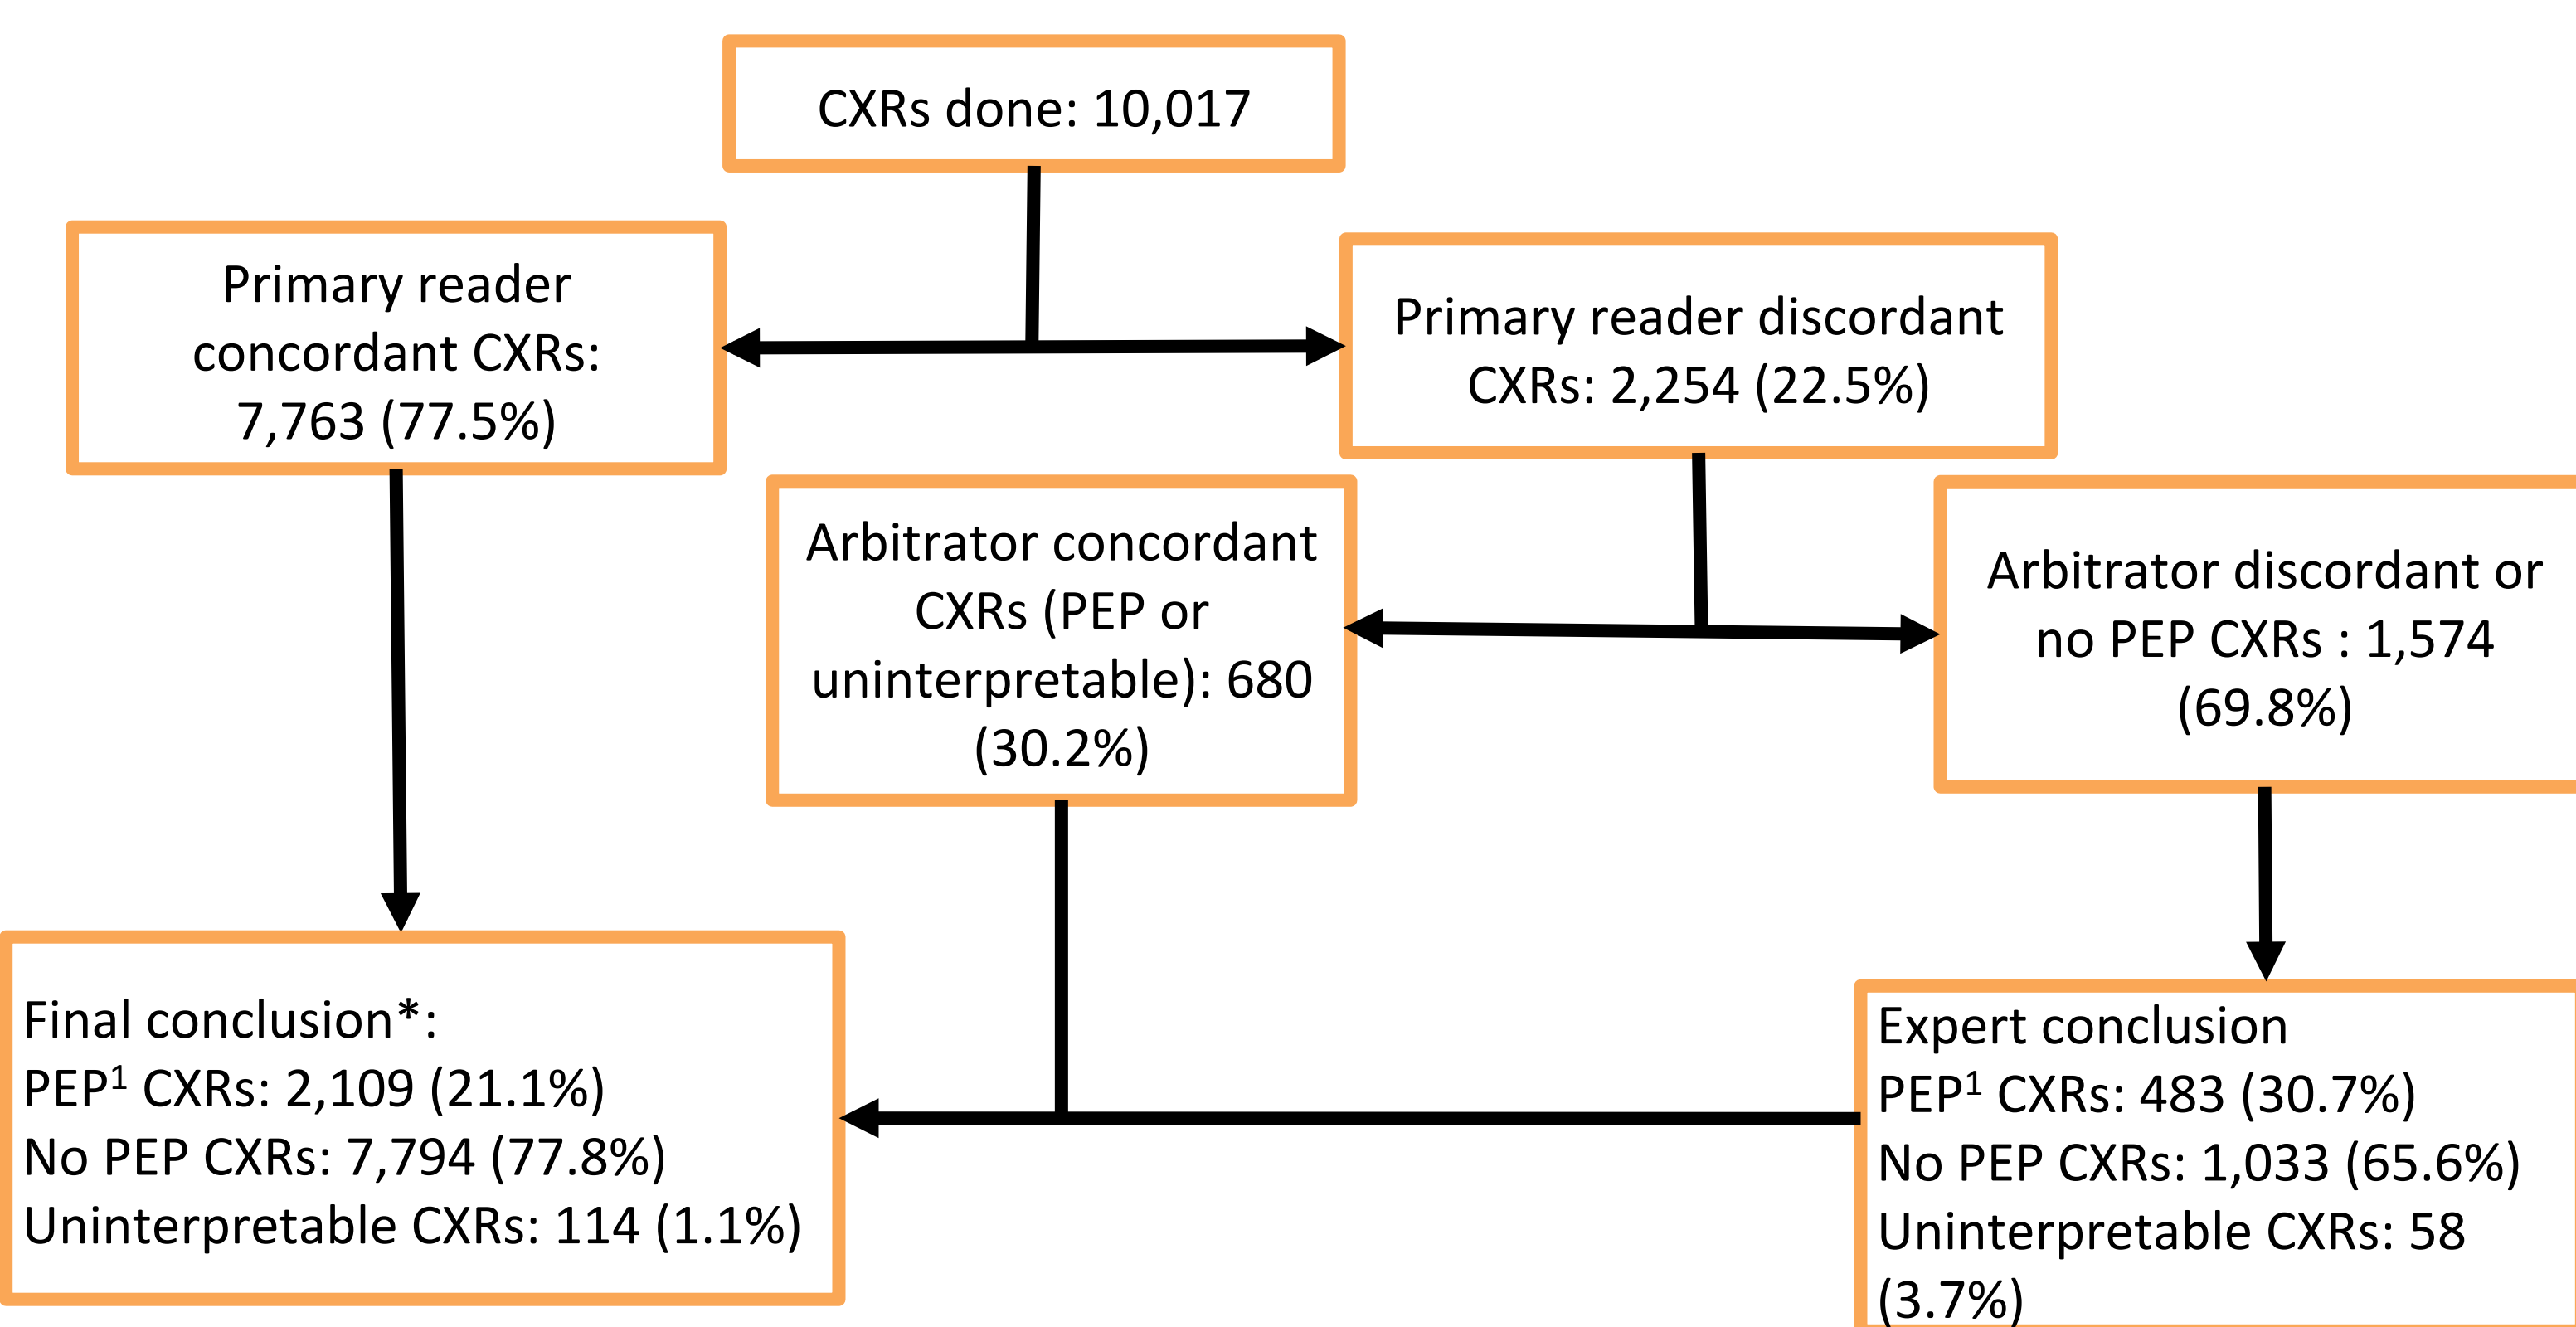 CXRs done: 10,017
Primary reader
concordant CXRs:
7,763 (77.5%)
Primary reader discordant
CXRs: 2,254 (22.5%)
Arbitrator concordant
CXRs (PEP or
uninterpretable): 680
(30.2%)
Arbitrator discordant or
no PEP CXRs : 1,574
(69.8%)
Final conclusion*:
PEP¹ CXRs: 2,109 (21.1%)
No PEP CXRs: 7,794 (77.8%)
Uninterpretable CXRs: 114 (1.1%)
Expert conclusion
PEP¹ CXRs: 483 (30.7%)
No PEP CXRs: 1,033 (65.6%)
Uninterpretable CXRs: 58
(3.7%)